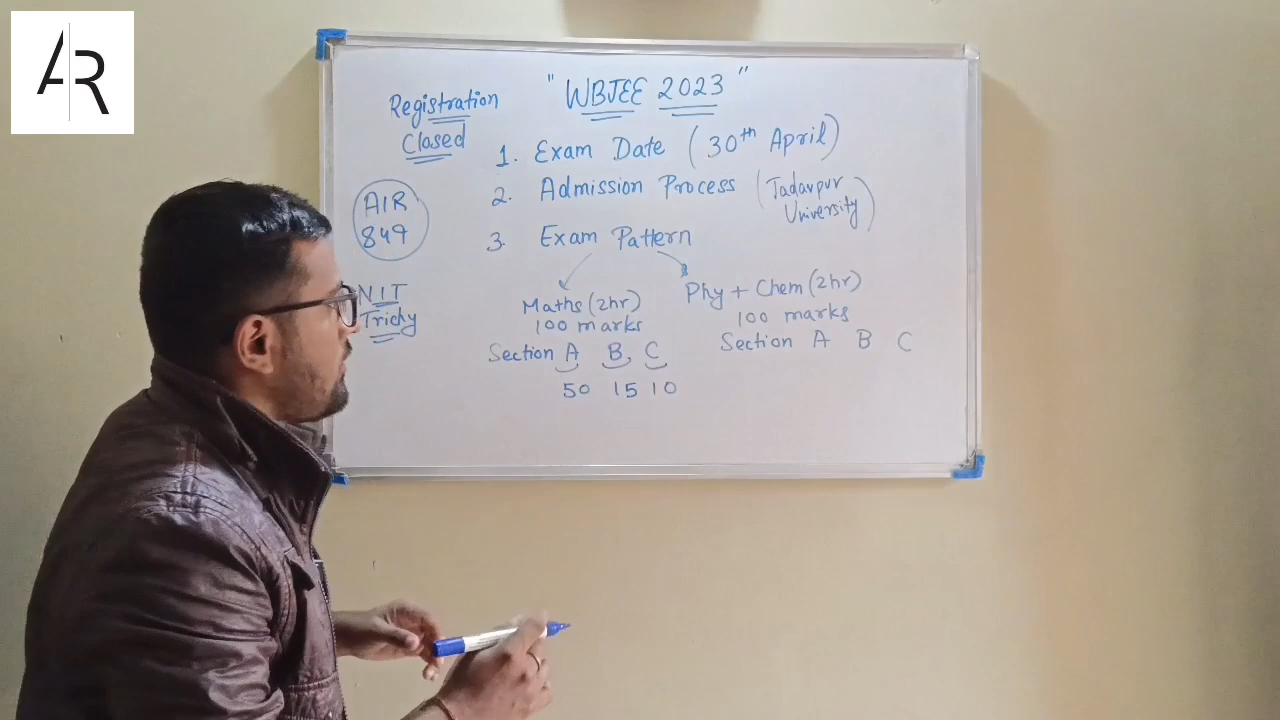 AR
" WBJEE 2023 "
Registration
Closed
1. Exam Date (30th April)
2. Admission Process (Jadavpur
University)
3. Exam Pattern
AIR
849
NIT
Trichy
Maths (2hr)
100 marks
Section A B, C
50 15 10
Phy + Chem (2hr)
100 marks
Section A B C